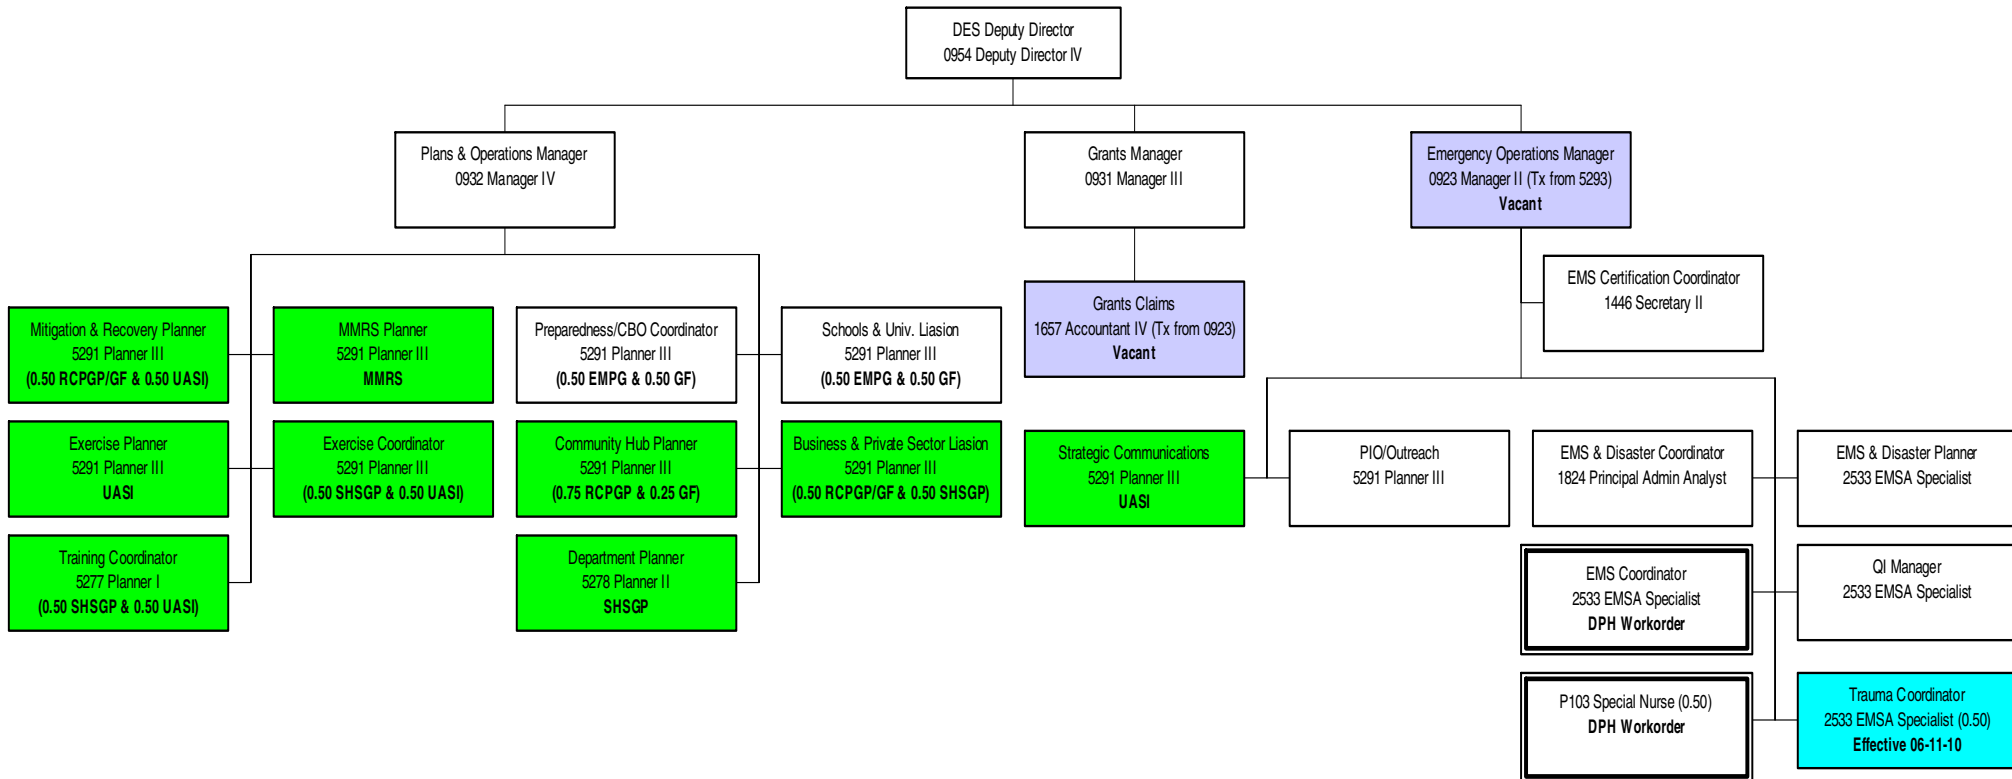 DES Deputy Director
0954 Deputy Director IV
Plans & Operations Manager
0932 Manager IV
Grants Manager
0931 Manager III
Emergency Operations Manager
0923 Manager II (Tx from 5293)
Vacant
EMS Certification Coordinator
1446 Secretary II
Grants Claims
1657 Accountant IV (Tx from 0923)
Vacant
Mitigation & Recovery Planner
5291 Planner III
(0.50 RCPGP/GF & 0.50 UASI)
MMRS Planner
5291 Planner III
MMRS
Preparedness/CBO Coordinator
5291 Planner III
(0.50 EMPG & 0.50 GF)
Schools & Univ. Liasion
5291 Planner III
(0.50 EMPG & 0.50 GF)
Exercise Planner
5291 Planner III
UASI
Exercise Coordinator
5291 Planner III
(0.50 SHSGP & 0.50 UASI)
Community Hub Planner
5291 Planner III
(0.75 RCPGP & 0.25 GF)
Business & Private Sector Liasion
5291 Planner III
(0.50 RCPGP/GF & 0.50 SHSGP)
Strategic Communications
5291 Planner III
UASI
PIO/Outreach
5291 Planner III
EMS & Disaster Coordinator
1824 Principal Admin Analyst
EMS & Disaster Planner
2533 EMSA Specialist
Training Coordinator
5277 Planner I
(0.50 SHSGP & 0.50 UASI)
Department Planner
5278 Planner II
SHSGP
EMS Coordinator
2533 EMSA Specialist
DPH Workorder
QI Manager
2533 EMSA Specialist
P103 Special Nurse (0.50)
DPH Workorder
Trauma Coordinator
2533 EMSA Specialist (0.50)
Effective 06-11-10